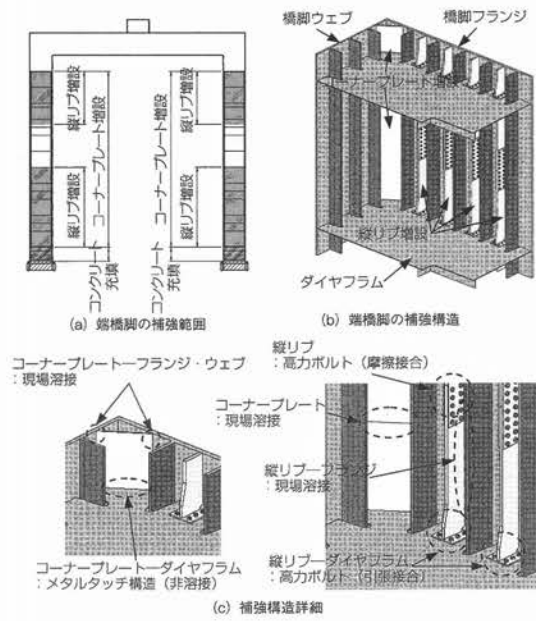 縦リブ増設
コーナープレート増設
縦リブ増設
コンクリート
充填
コーナープレート増設
縦リブ増設
縦リブ増設
コンクリート
充填
(a) 端橋脚の補強範囲
橋脚ウェブ
橋脚フランジ
コーナープレート増設
縦リブ増設
ダイヤフラム
(b) 端橋脚の補強構造
コーナープレートーフランジ・ウェブ
：現場溶接
コーナープレートーダイヤフラム
：メタルタッチ構造（非溶接）
縦リブ
：高力ボルト（摩擦接合）
コーナープレート
：現場溶接
縦リブーフランジ
：現場溶接
縦リブーダイヤフラム
：高力ボルト（引張接合）
(c) 補強構造詳細